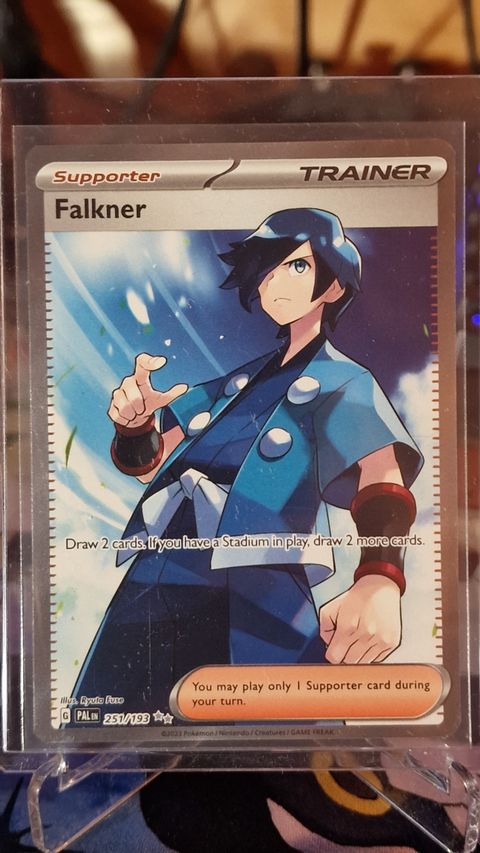 Supporter TRAINER
Falkner
Draw 2 cards. If you have a Stadium in play, draw 2 more cards.
You may play only 1 Supporter card during
your turn.
Illus. Ryuta Fuse
G PAL EN 251/193
©2023 Pokémon / Nintendo / Creatures / GAME FREAK